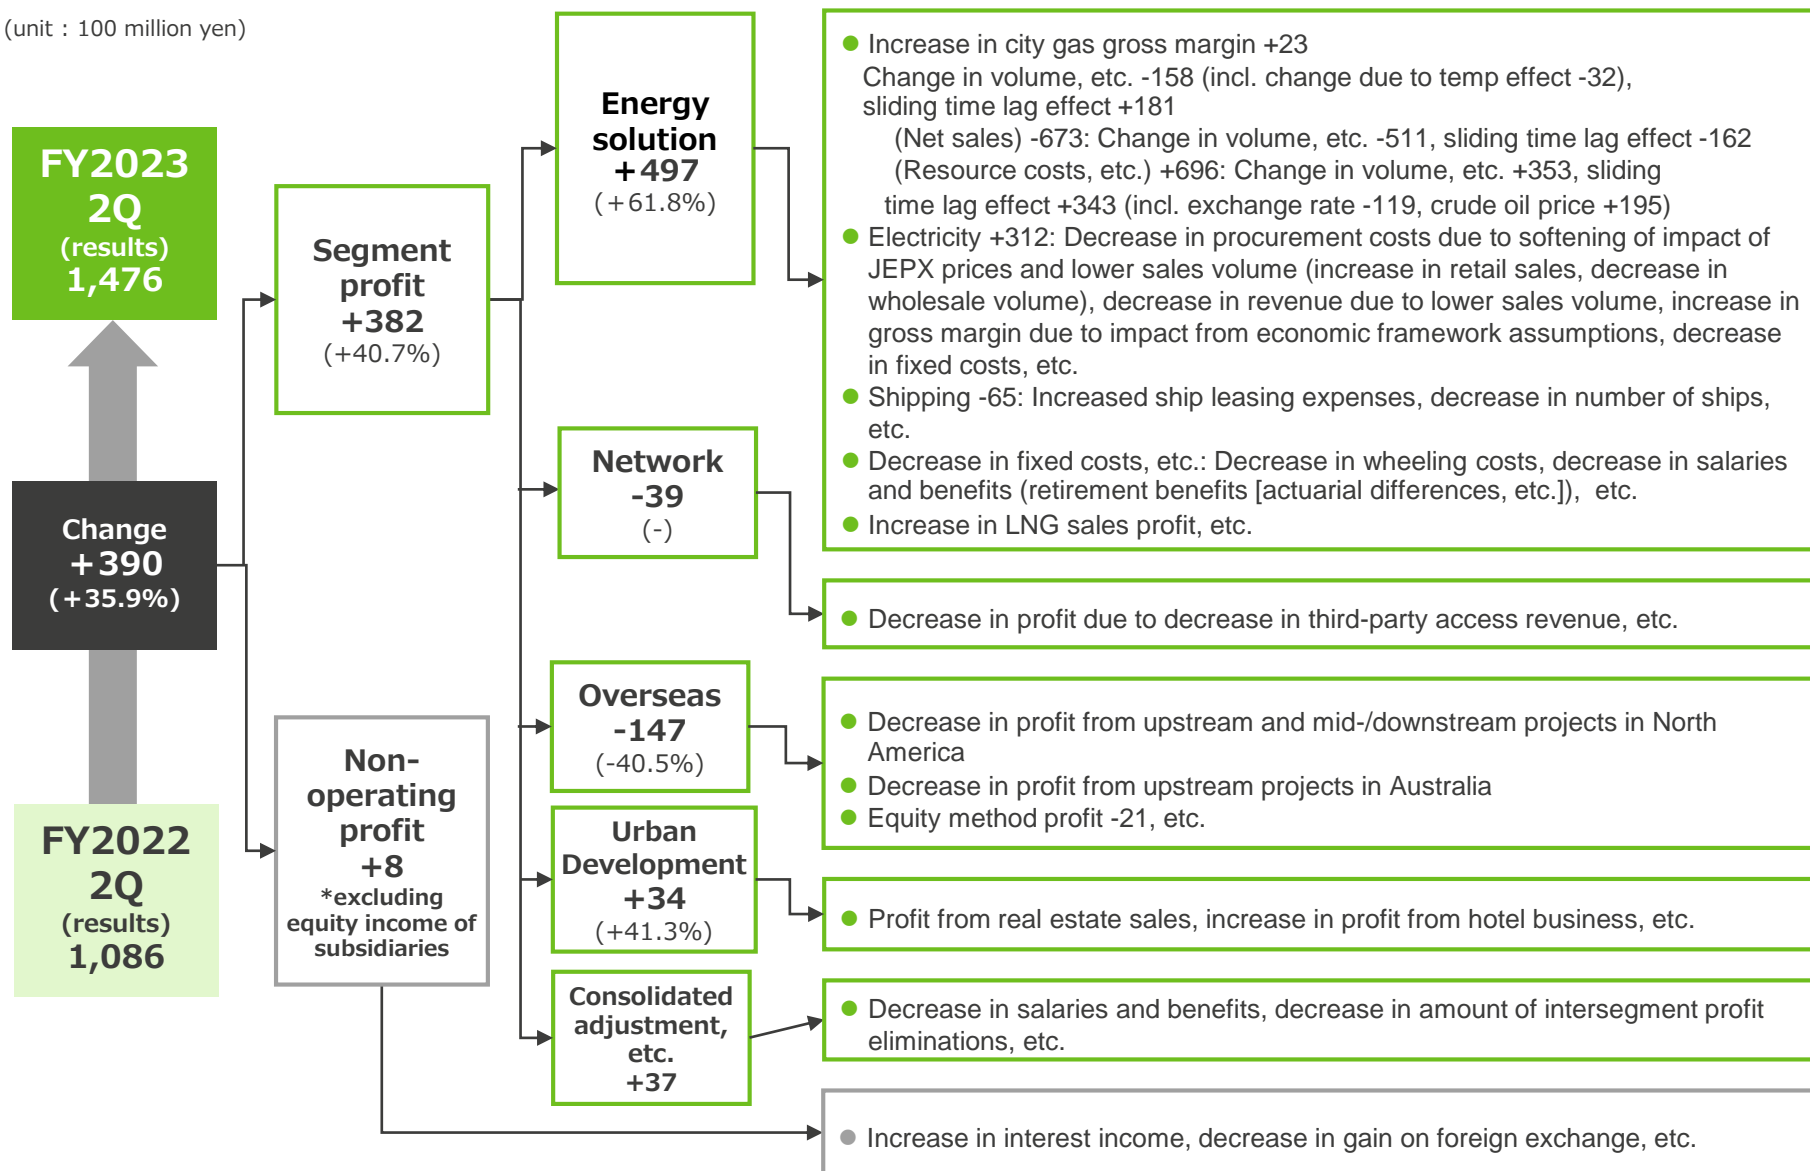 (unit : 100 million yen)
FY2023
2Q
(results)
1,476
Change
+390
(+35.9%)
FY2022
2Q
(results)
1,086
Segment
profit
+382
(+40.7%)
Non-
operating
profit
+8
*excluding
equity income of
subsidiaries
Energy
solution
+497
(+61.8%)
Network
-39
(-)
Overseas
-147
(-40.5%)
Urban
Development
+34
(+41.3%)
Consolidated
adjustment,
etc.
+37
● Increase in city gas gross margin +23
Change in volume, etc. -158 (incl. change due to temp effect -32),
sliding time lag effect +181
(Net sales) -673: Change in volume, etc. -511, sliding time lag effect -162
(Resource costs, etc.) +696: Change in volume, etc. +353, sliding
time lag effect +343 (incl. exchange rate -119, crude oil price +195)
● Electricity +312: Decrease in procurement costs due to softening of impact of
JEPX prices and lower sales volume (increase in retail sales, decrease in
wholesale volume), decrease in revenue due to lower sales volume, increase in
gross margin due to impact from economic framework assumptions, decrease
in fixed costs, etc.
● Shipping -65: Increased ship leasing expenses, decrease in number of ships,
etc.
● Decrease in fixed costs, etc.: Decrease in wheeling costs, decrease in salaries
and benefits (retirement benefits [actuarial differences, etc.]), etc.
● Increase in LNG sales profit, etc.
● Decrease in profit due to decrease in third-party access revenue, etc.
● Decrease in profit from upstream and mid-/downstream projects in North
America
● Decrease in profit from upstream projects in Australia
● Equity method profit -21, etc.
● Profit from real estate sales, increase in profit from hotel business, etc.
● Decrease in salaries and benefits, decrease in amount of intersegment profit
eliminations, etc.
● Increase in interest income, decrease in gain on foreign exchange, etc.